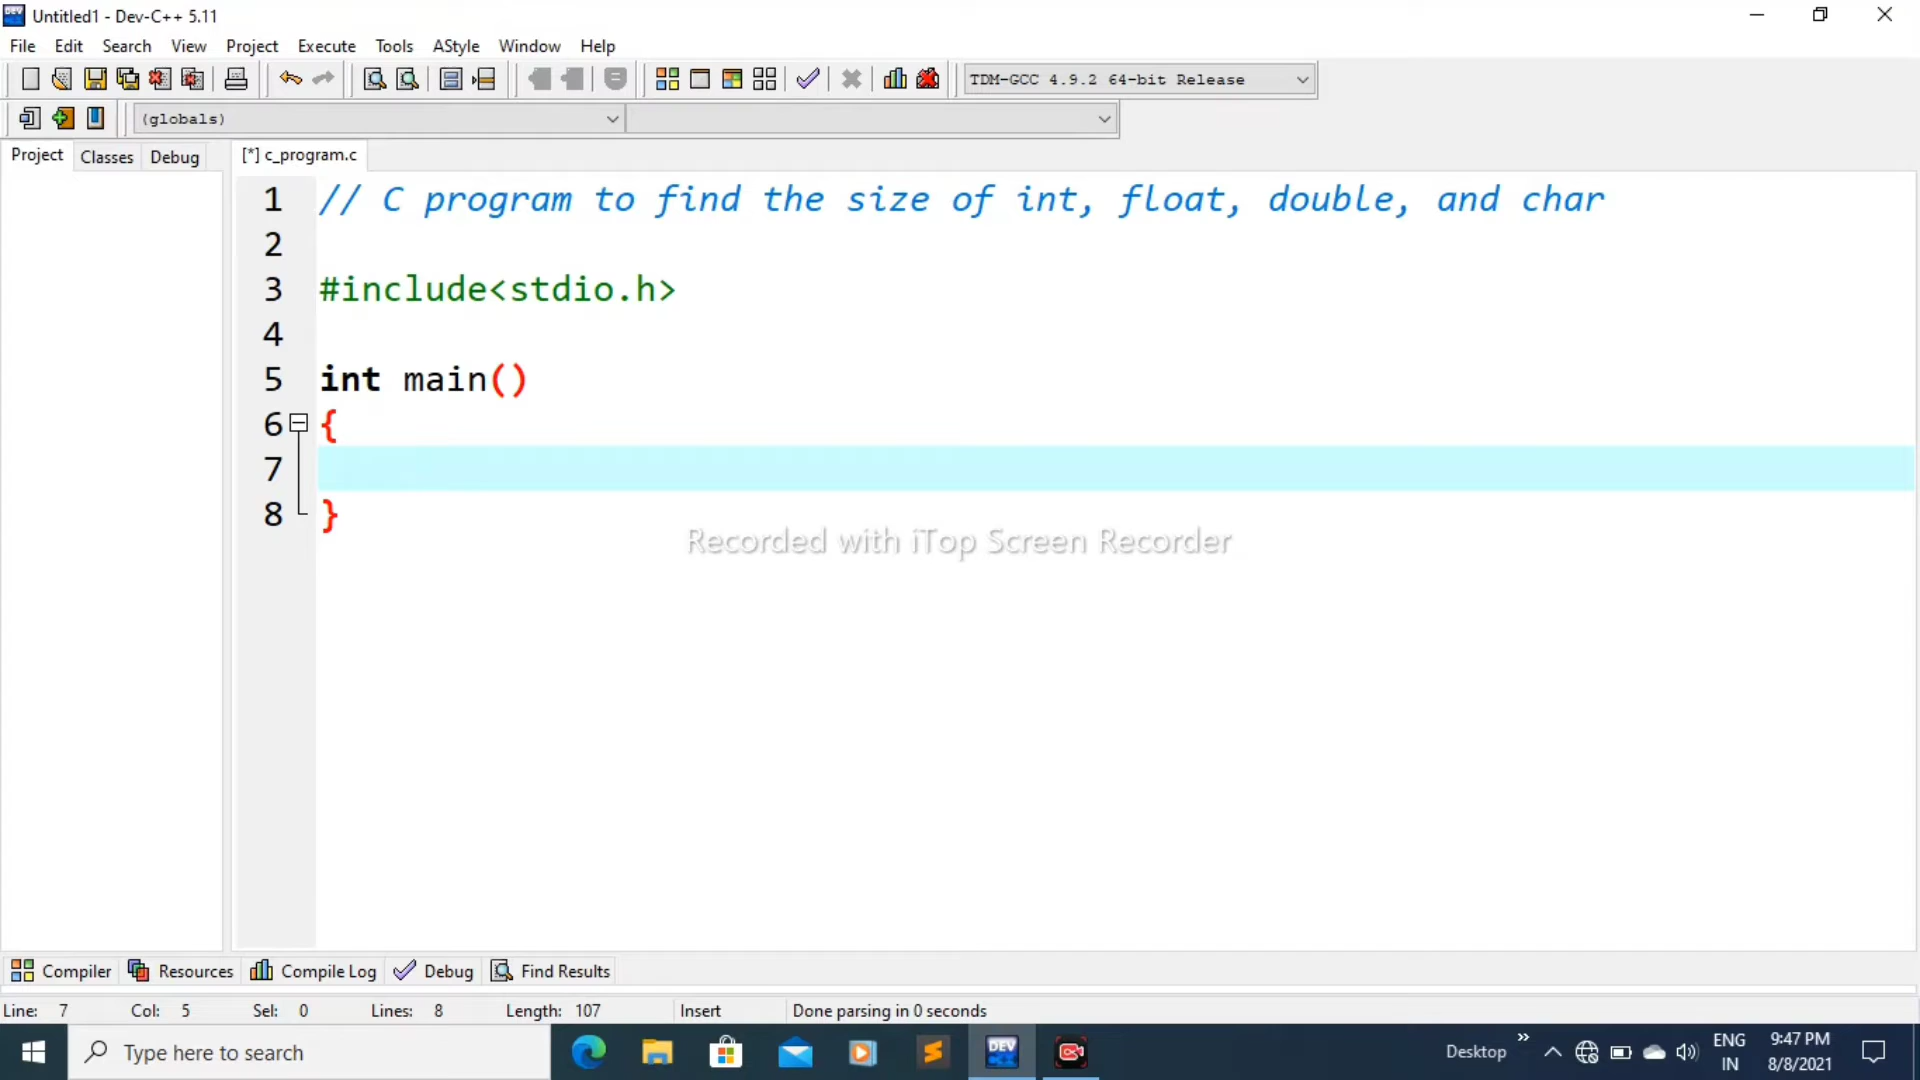 Untitled1 - Dev-C++ 5.11
File Edit Search View Project Execute Tools AStyle Window Help
TDM-GCC 4.9.2 64-bit Release
(globals)
Project Classes Debug [*] c_program.c
1 // C program to find the size of int, float, double, and char
2
3 #include<stdio.h>
4
5 int main()
6 {
7
8 }
Recorded with iTop Screen Recorder
Compiler Resources Compile Log Debug Find Results
Line: 7 Col: 5 Sel: 0 Lines: 8 Length: 107 Insert Done parsing in 0 seconds
Type here to search DEV Desktop » ENG 9:47 PM
IN 8/8/2021